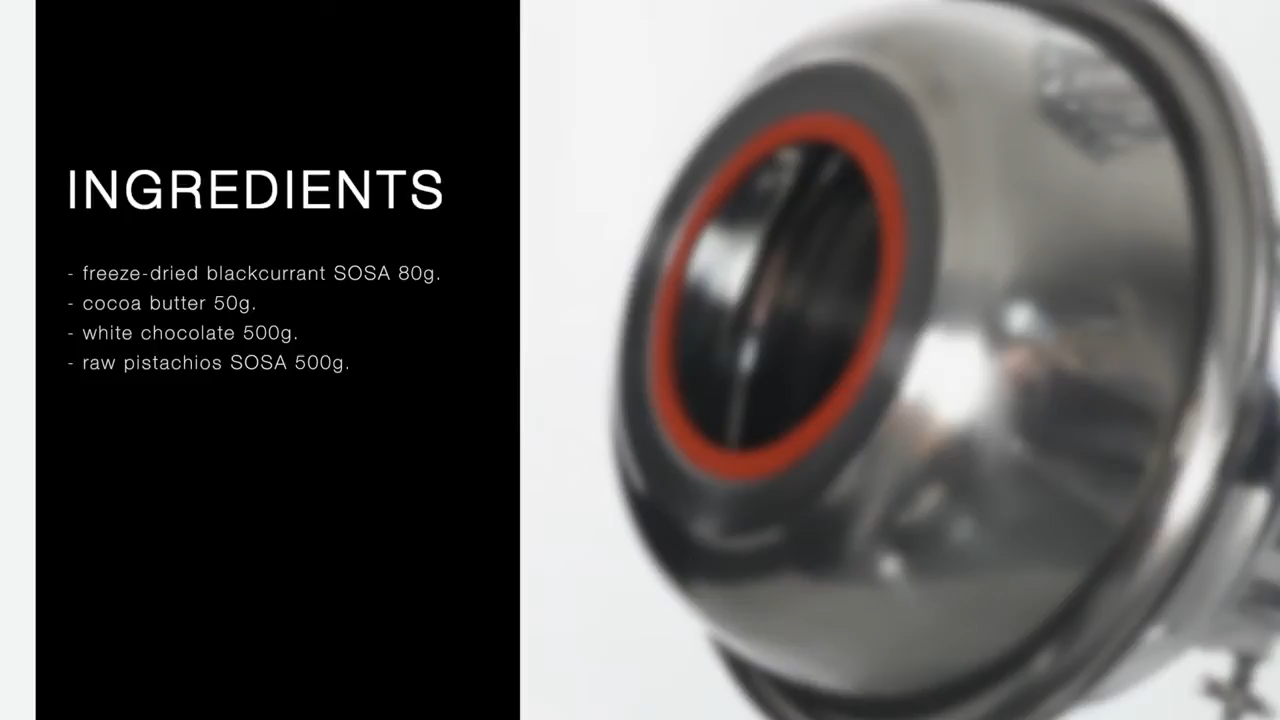 INGREDIENTS
- freeze-dried blackcurrant SOSA 80g.
- cocoa butter 50g.
- white chocolate 500g.
- raw pistachios SOSA 500g.